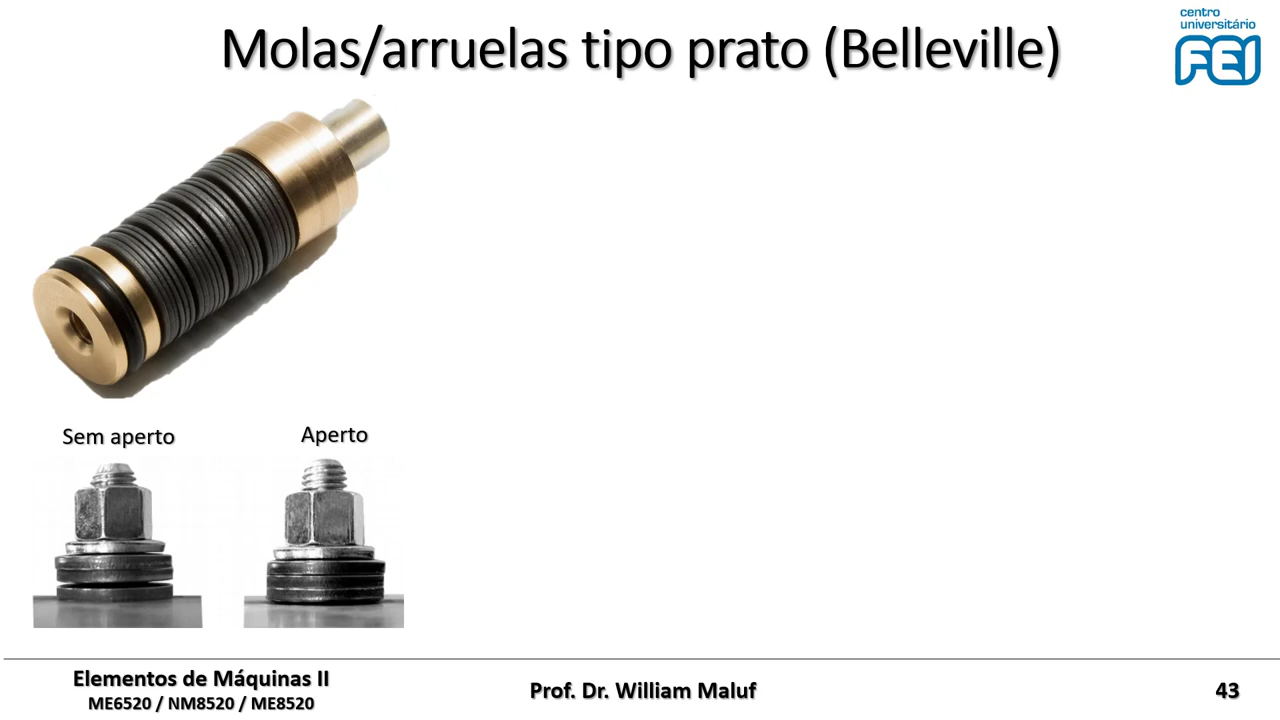 Molas/arruelas tipo prato (Belleville)
centro
universitário
FEI
Sem aperto
Aperto
Elementos de Máquinas II
ME6520 / NM8520 / ME8520
Prof. Dr. William Maluf
43